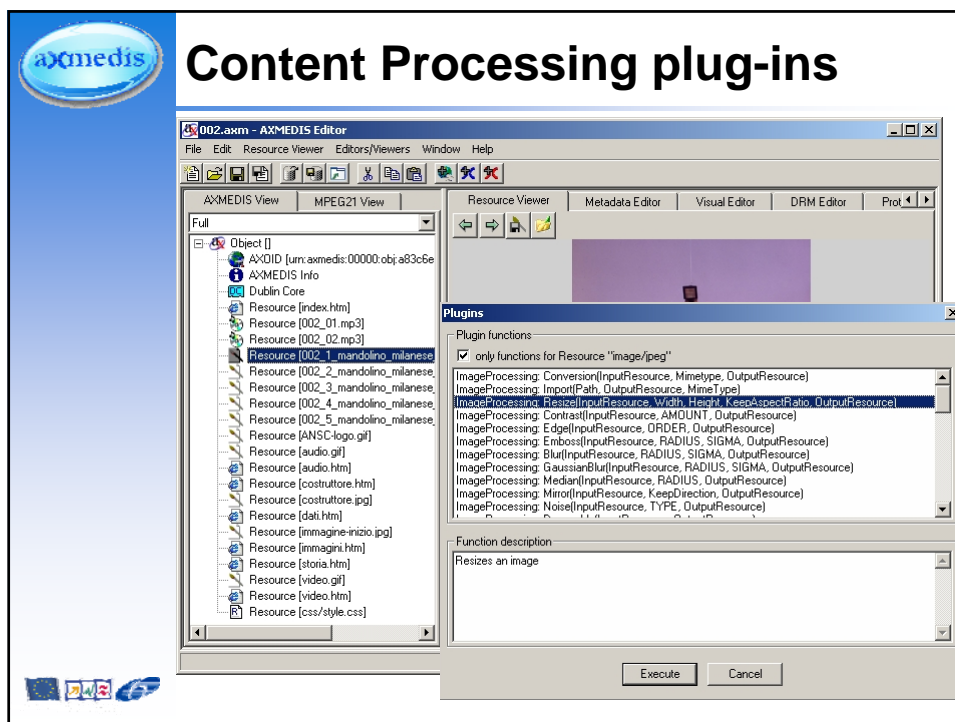 axmedis
Content Processing plug-ins
002.axm - AXMEDIS Editor
File Edit Resource Viewer Editors/Viewers Window Help
AXMEDIS View MPEG21 View
Full
Object []
AXOID [urn:axmedis:00000:obj:a83c6e
AXMEDIS Info
DC Dublin Core
Resource [index.htm]
Resource [002_01.mp3]
Resource [002_02.mp3]
Resource [002_1_mandolino_milanese_
Resource [002_2_mandolino_milanese_
Resource [002_3_mandolino_milanese_
Resource [002_4_mandolino_milanese_
Resource [002_5_mandolino_milanese_
Resource [ANSC-logo.gif]
Resource [audio.gif]
Resource [audio.htm]
Resource [costruttore.htm]
Resource [costruttore.jpg]
Resource [dati.htm]
Resource [immagine-inizio.jpg]
Resource [immagini.htm]
Resource [storia.htm]
Resource [video.gif]
Resource [video.htm]
R Resource [css/style.css]
Resource Viewer Metadata Editor Visual Editor DRM Editor Prot
Plugins
Plugin functions
only functions for Resource "image/jpeg"
ImageProcessing: Conversion(InputResource, Mimetype, OutputResource)
ImageProcessing: Import(Path, OutputResource, MimeType)
ImageProcessing: Resize(InputResource, Width, Height, KeepAspectRatio, OutputResource)
ImageProcessing: Contrast(InputResource, AMOUNT, OutputResource)
ImageProcessing: Edge(InputResource, ORDER, OutputResource)
ImageProcessing: Emboss(InputResource, RADIUS, SIGMA, OutputResource)
ImageProcessing: Blur(InputResource, RADIUS, SIGMA, OutputResource)
ImageProcessing: GaussianBlur(InputResource, RADIUS, SIGMA, OutputResource)
ImageProcessing: Median(InputResource, RADIUS, OutputResource)
ImageProcessing: Mirror(InputResource, KeepDirection, OutputResource)
ImageProcessing: Noise(InputResource, TYPE, OutputResource)
Function description
Resizes an image
Execute Cancel